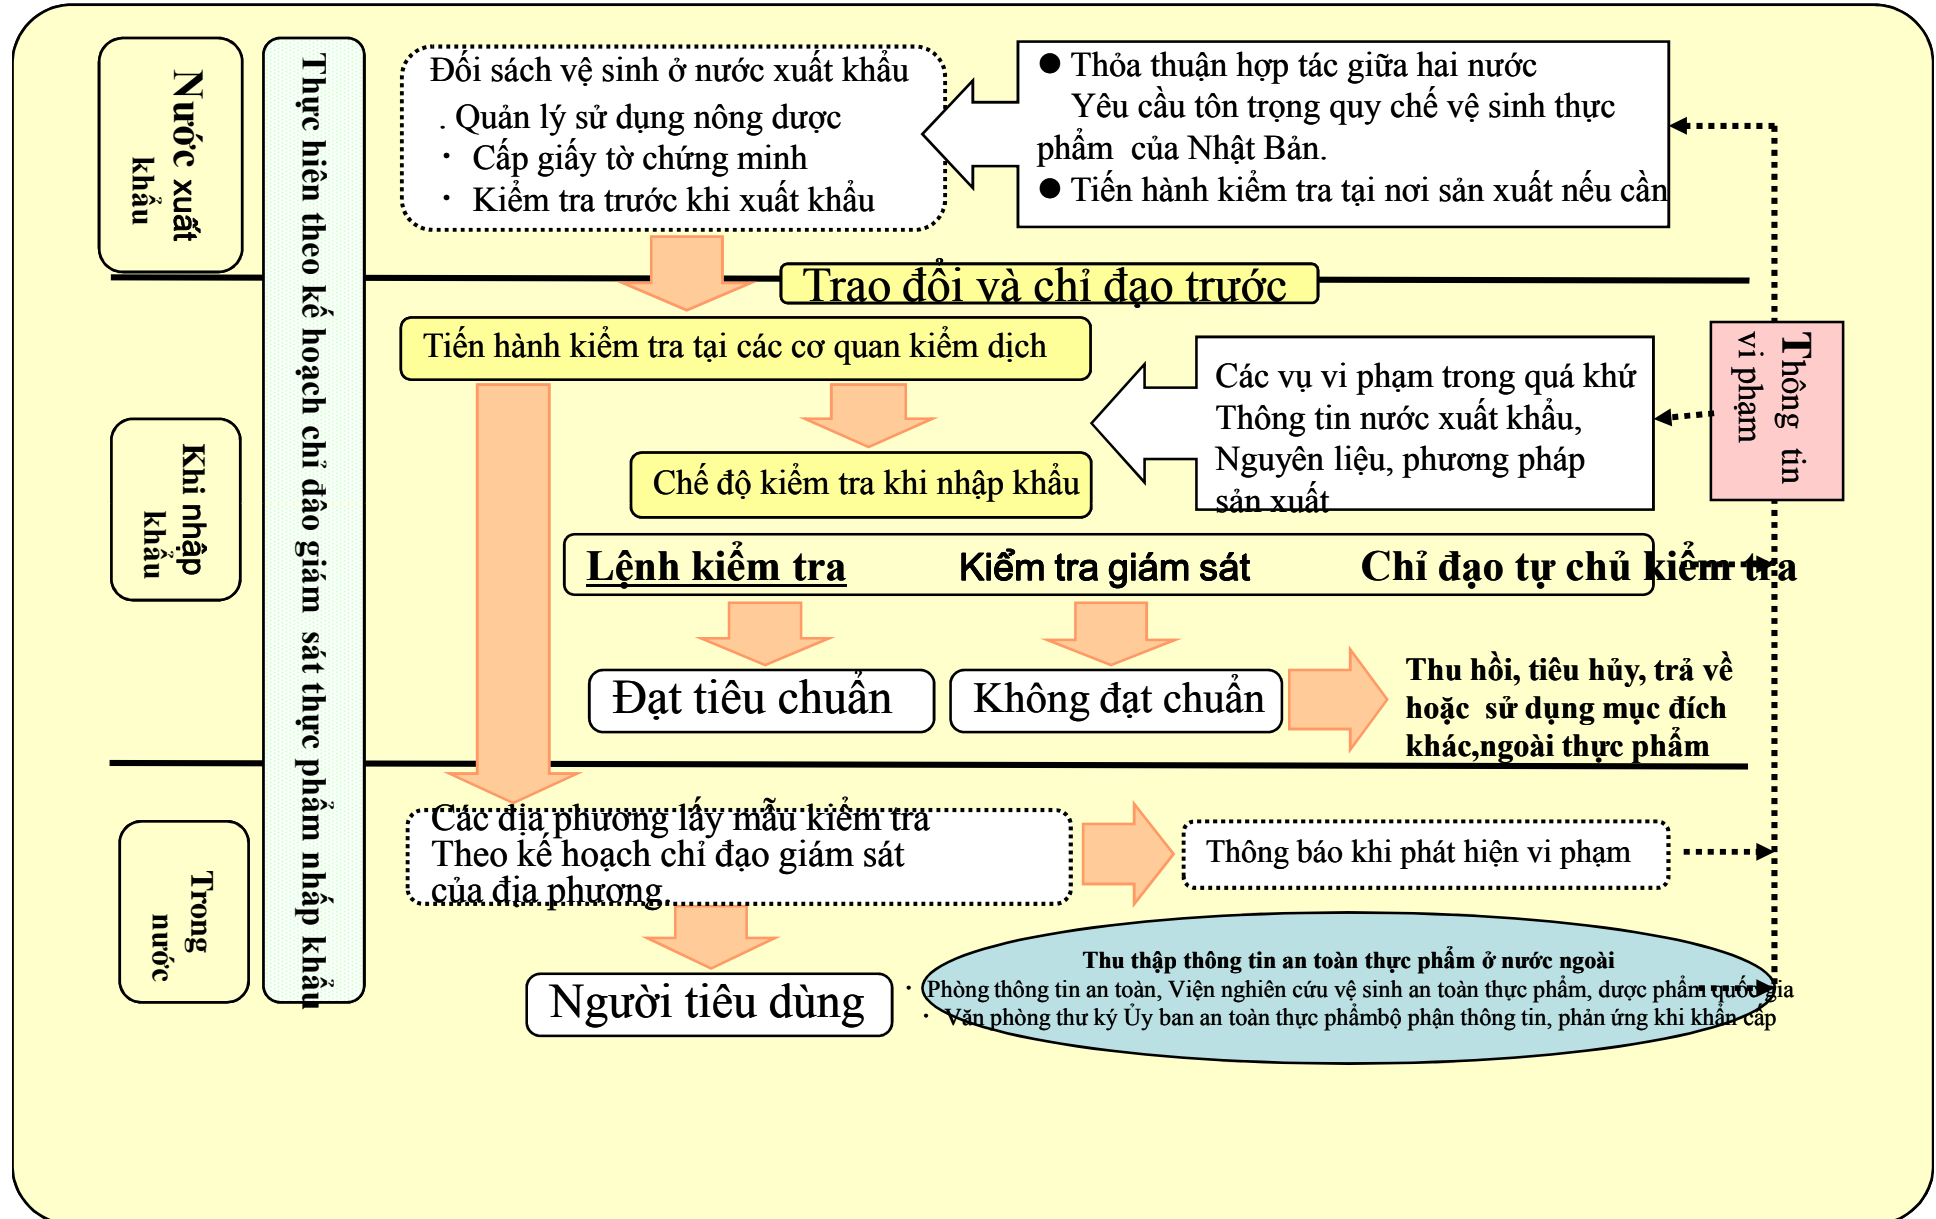 Nước xuất
khẩu
Thực hiên theo kế hoạch chỉ đâo giám sát thực phẩm nhấp khẩu
Đối sách vệ sinh ở nước xuất khẩu
. Quản lý sử dụng nông dược
・ Cấp giấy tờ chứng minh
・ Kiểm tra trước khi xuất khẩu
● Thỏa thuận hợp tác giữa hai nước
Yêu cầu tôn trọng quy chế vệ sinh thực
phẩm của Nhật Bản.
● Tiến hành kiểm tra tại nơi sản xuất nếu cần
Trao đổi và chỉ đạo trước
Tiến hành kiểm tra tại các cơ quan kiểm dịch
Các vụ vi phạm trong quá khứ
Thông tin nước xuất khẩu,
Nguyên liệu, phương pháp
sản xuất
Thông tin
vi phạm
Khi nhập
khẩu
Chế độ kiểm tra khi nhập khẩu
Lệnh kiểm tra Kiểm tra giám sát Chỉ đạo tự chủ kiểm tra
Đạt tiêu chuẩn
Không đạt chuẩn
Thu hồi, tiêu hủy, trả về
hoặc sử dụng mục đích
khác,ngoài thực phẩm
Trong
nước
Các địa phương lấy mẫu kiểm tra
Theo kế hoạch chỉ đạo giám sát
của địa phương.
Thông báo khi phát hiện vi phạm
Người tiêu dùng
Thu thập thông tin an toàn thực phẩm ở nước ngoài
・ Phòng thông tin an toàn, Viện nghiên cứu vệ sinh an toàn thực phẩm, dược phẩm quốc gia
・ Văn phòng thư ký Ủy ban an toàn thực phẩmbộ phận thông tin, phản ứng khi khẩn cấp